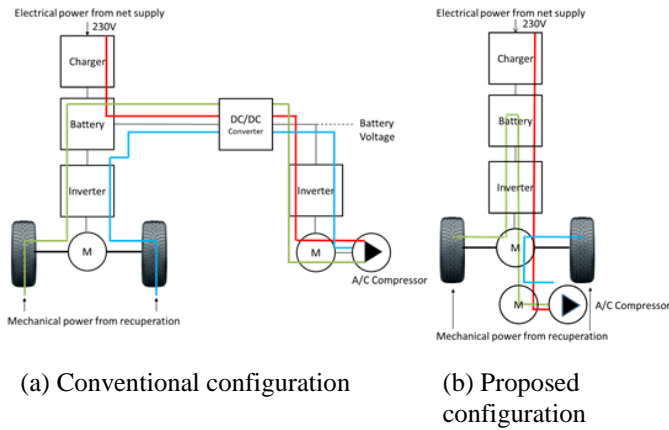 Electrical power from net supply
230V
Charger
Battery
Inverter
M
DC/DC
Converter
Battery
Voltage
Inverter
M
A/C Compressor
Mechanical power from recuperation
(a) Conventional configuration
Electrical power from net supply
230V
Charger
Battery
Inverter
M
M
A/C Compressor
Mechanical power from recuperation
(b) Proposed
configuration